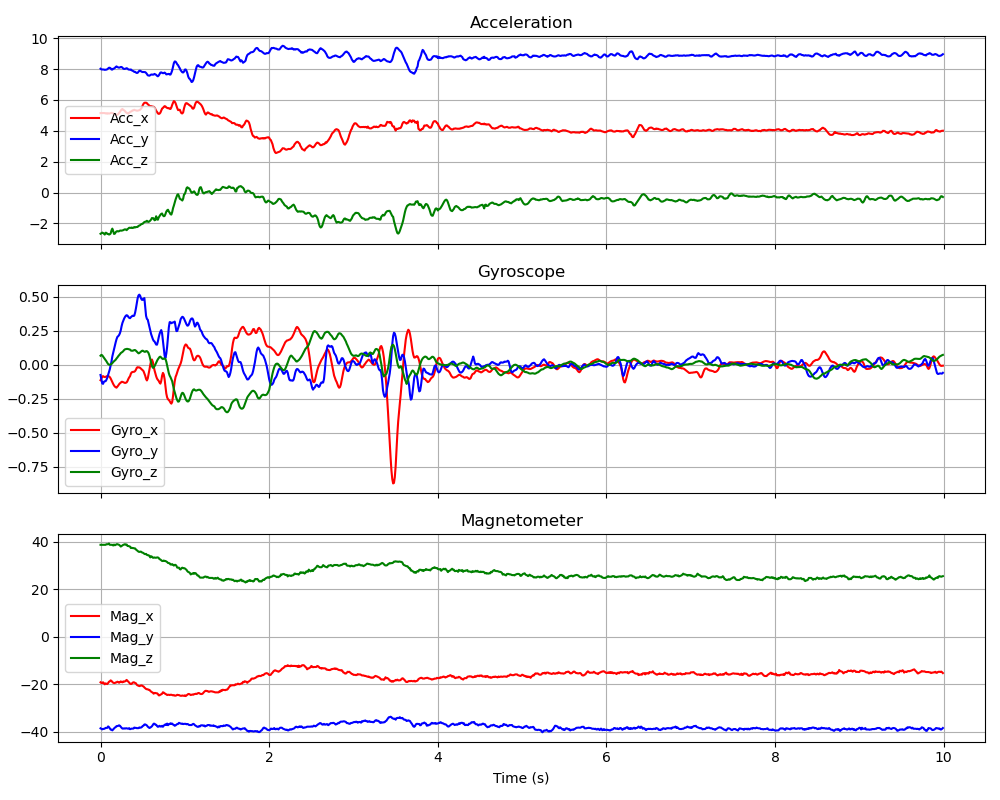 Acceleration
10
8
6
4
2
0
−2
Acc_x
Acc_y
Acc_z
Gyroscope
0.50
0.25
0.00
−0.25
−0.50
−0.75
Gyro_x
Gyro_y
Gyro_z
Magnetometer
40
20
0
−20
−40
Mag_x
Mag_y
Mag_z
0 2 4 6 8 10
Time (s)